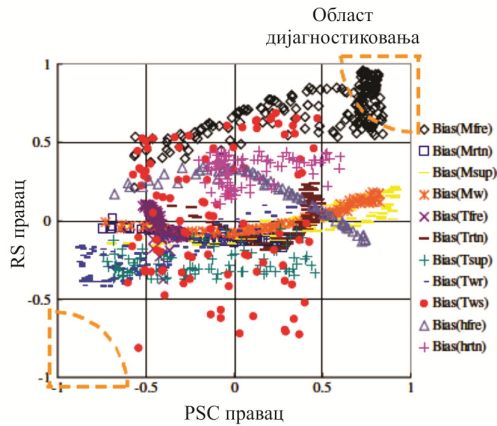 Област
дијагностиковања
1
0.5
0
-0.5
-1
-1
-0.5
0
0.5
1
RS правац
PSC правац
Bias(Mfre)
Bias(Mrtn)
Bias(Msup)
Bias(Mw)
Bias(Tfre)
Bias(Trtn)
Bias(Tsup)
Bias(Twr)
Bias(Tws)
Bias(hfre)
Bias(hrtn)